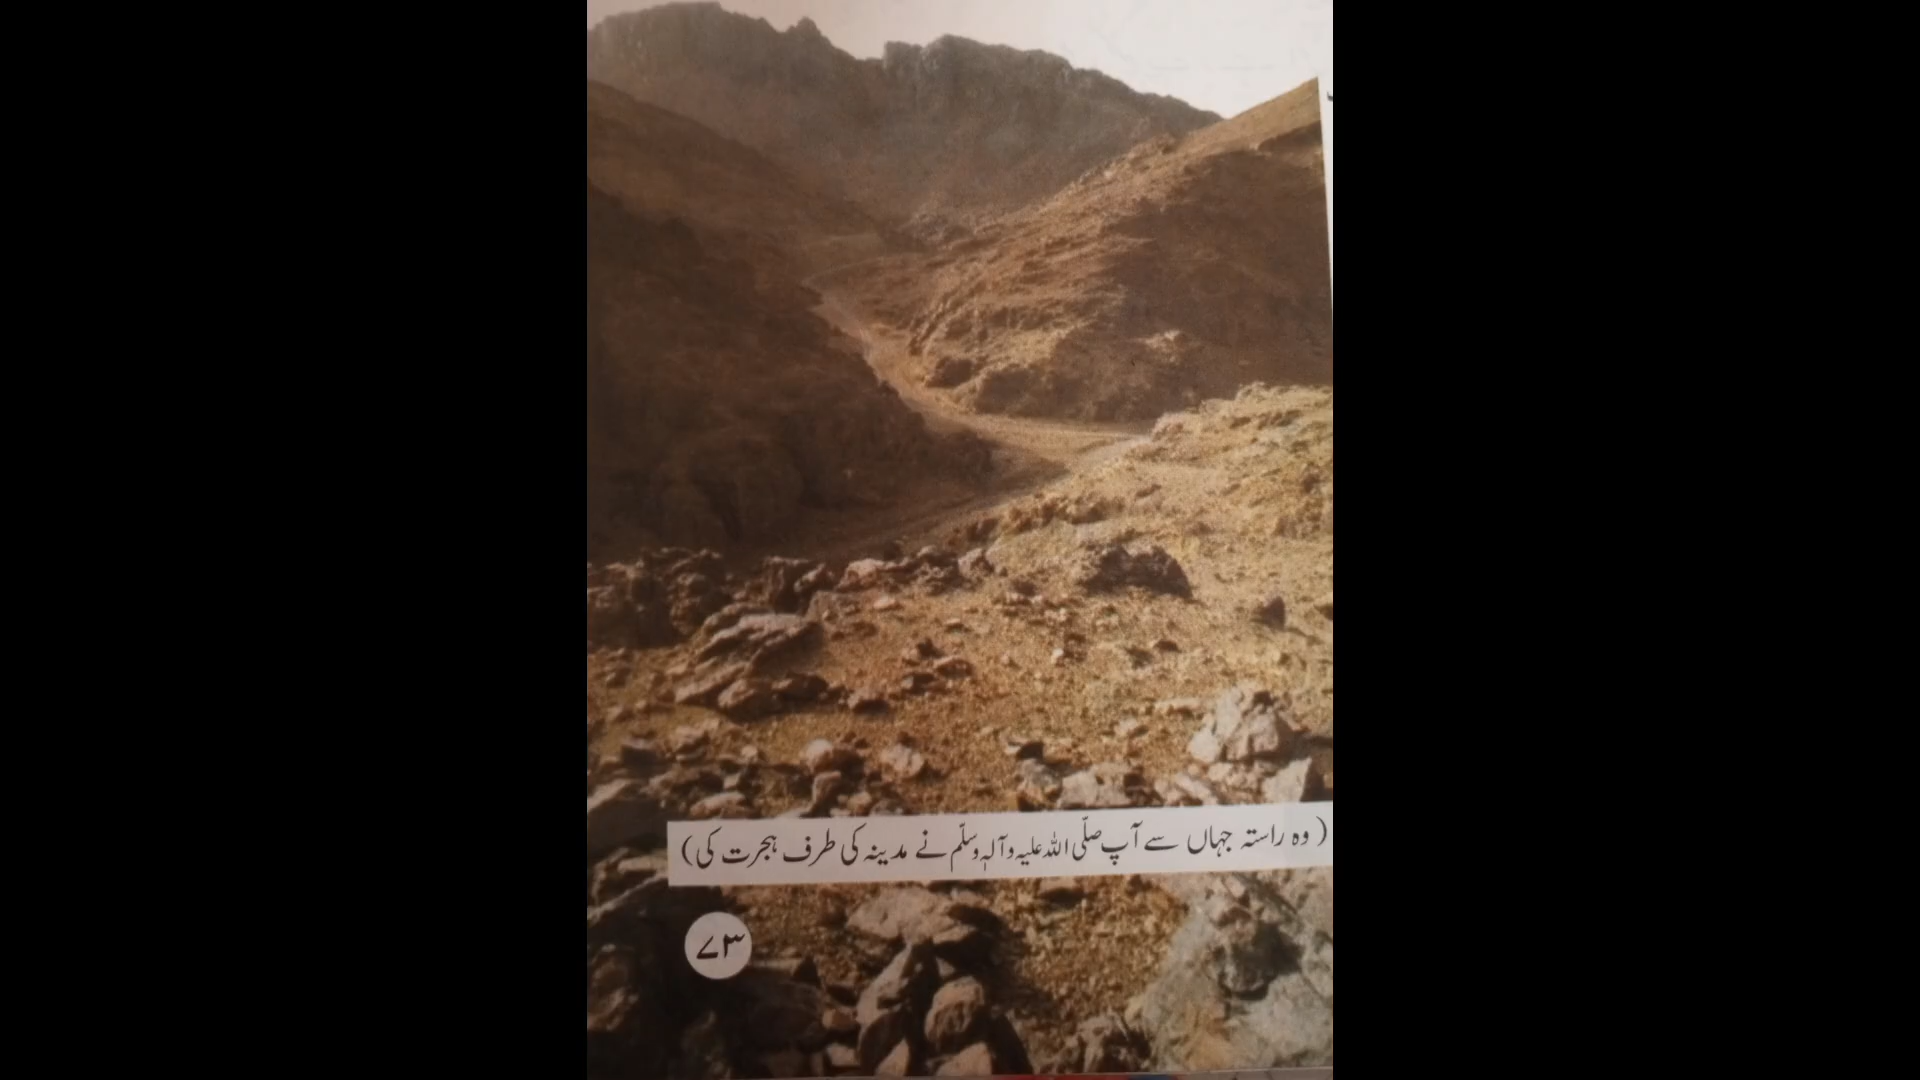 ( وہ راستہ جہاں سے آپ صلّی اللہ علیہ وآلہٖ وسلّم نے مدینہ کی طرف ہجرت کی)
۷۳